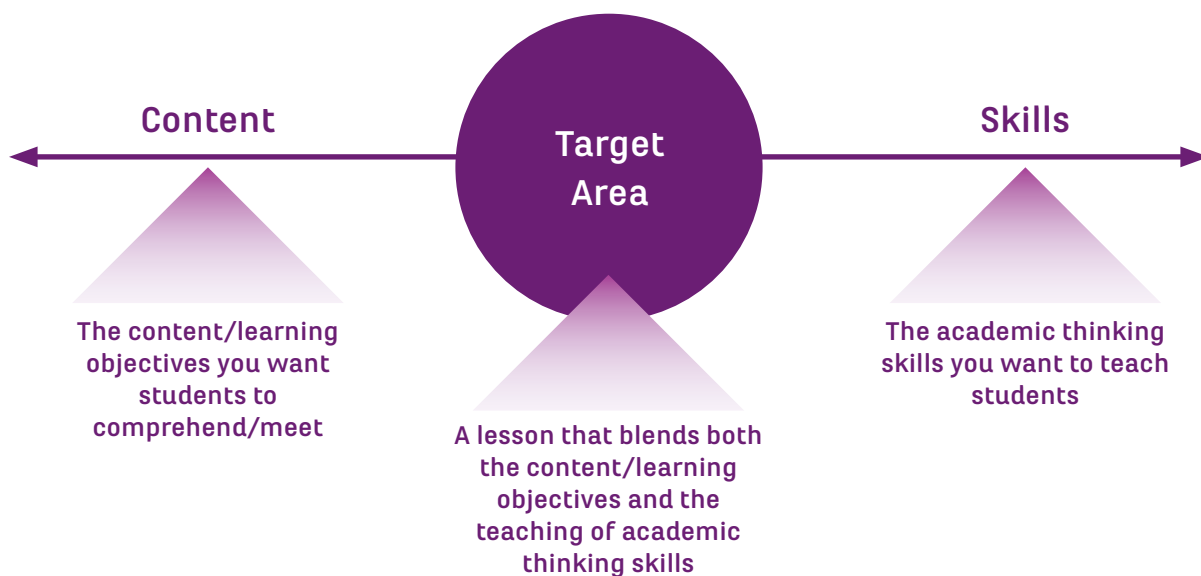 Content
Target
Area
Skills
The content/learning
objectives you want
students to
comprehend/meet
A lesson that blends both
the content/learning
objectives and the
teaching of academic
thinking skills
The academic thinking
skills you want to teach
students